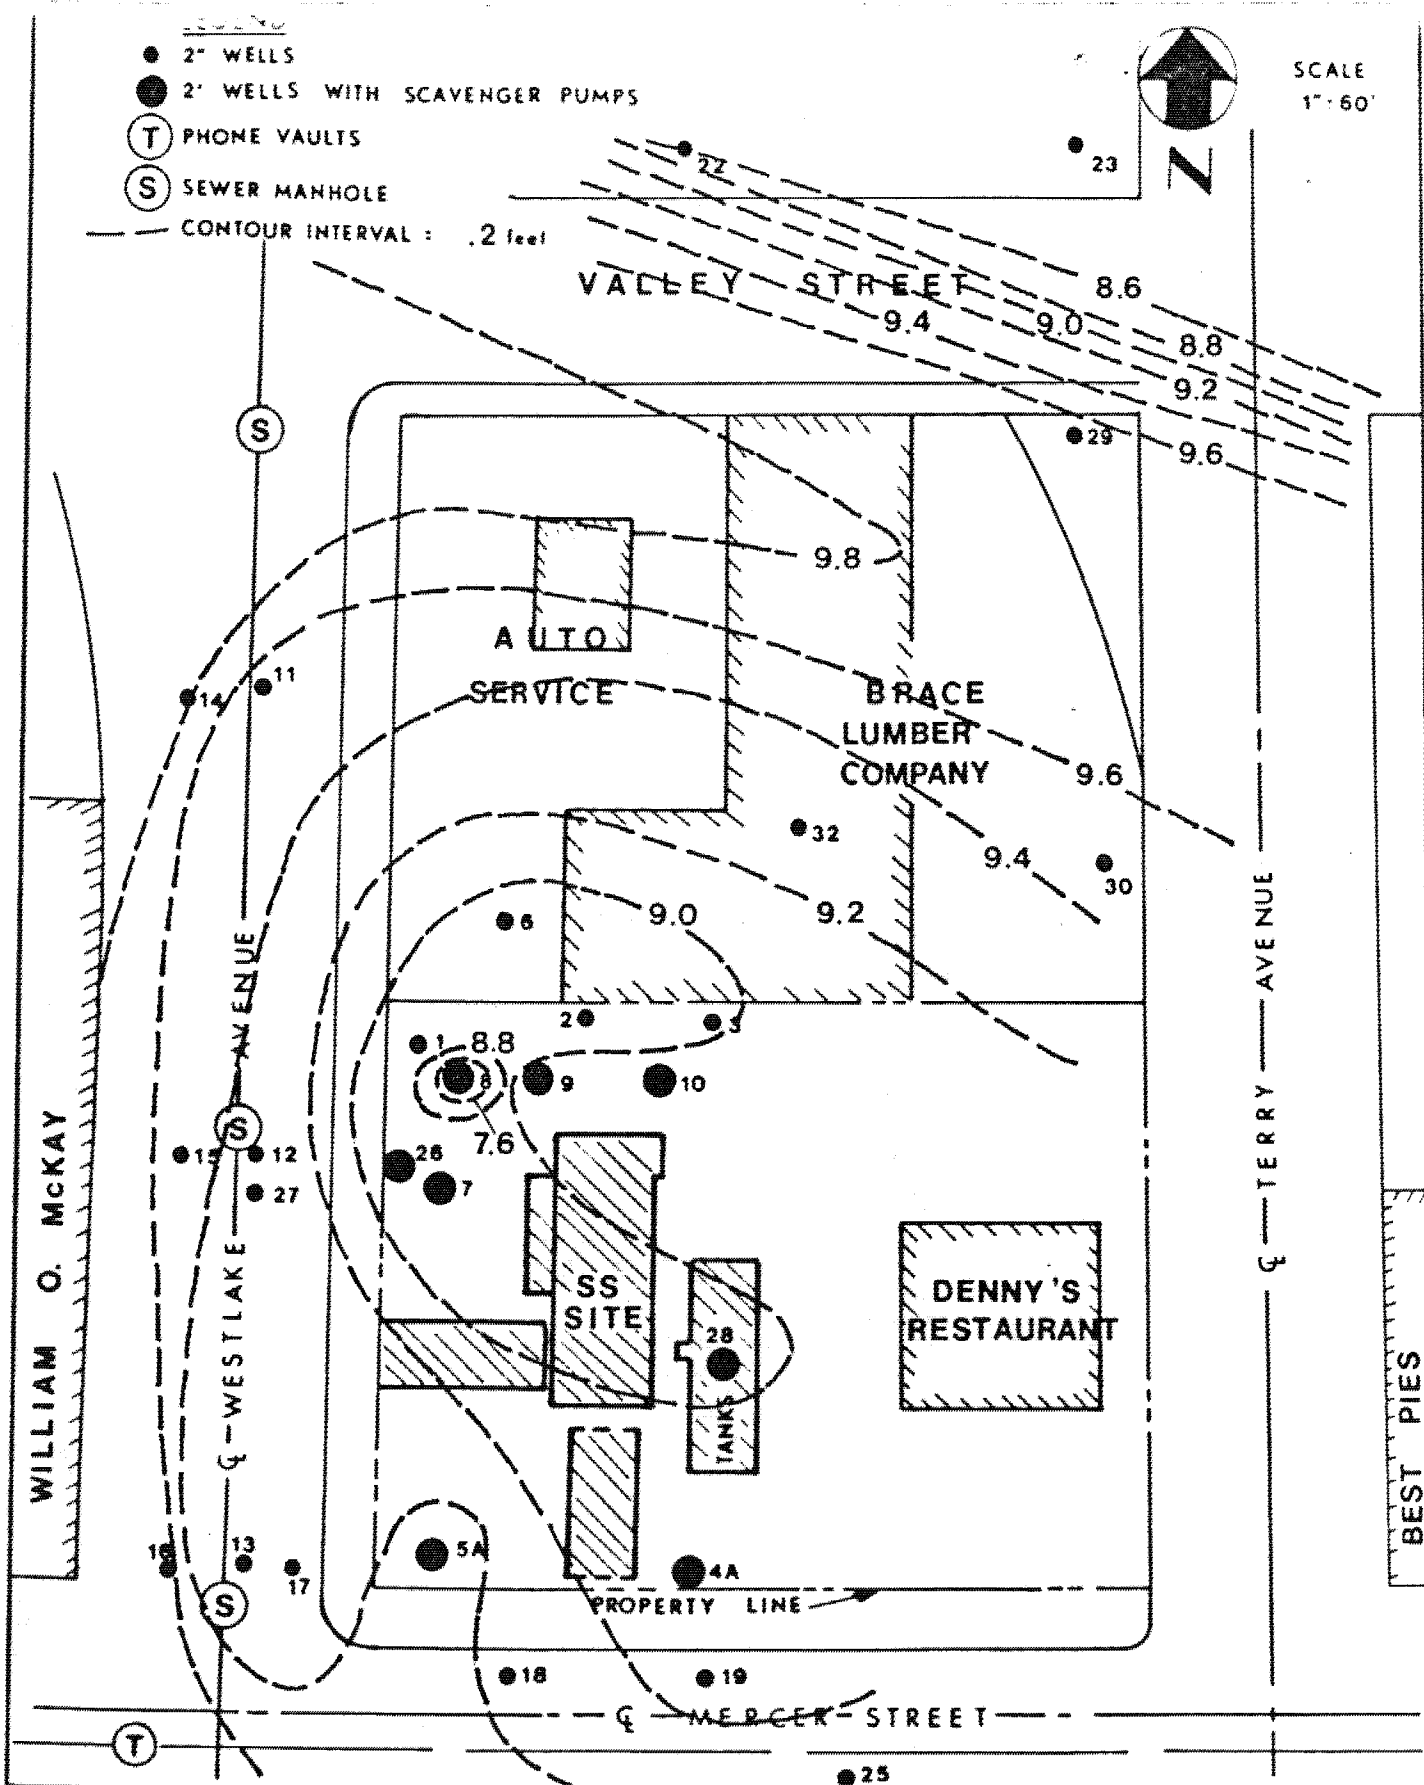 2" WELLS
2' WELLS WITH SCAVENGER PUMPS
T PHONE VAULTS
S SEWER MANHOLE
CONTOUR INTERVAL : .2 feet
N
SCALE
1":60'
22
23
VALLEY STREET
8.6
9.4
9.0
8.8
9.2
29
9.6
S
9.8
AUTO
SERVICE
14
11
BRACE
LUMBER
COMPANY
9.6
32
9.4
30
9.0
9.2
6
2
3
1
8.8
8
9
10
7.6
S
15
12
27
26
7
WILLIAM O. McKAY
℄ WESTLAKE AVENUE
℄ TERRY AVENUE
SS
SITE
28
TANKS
DENNY'S
RESTAURANT
BEST PIES
16
13
17
5A
4A
S
PROPERTY LINE
18
19
℄ MERCER STREET
T
25